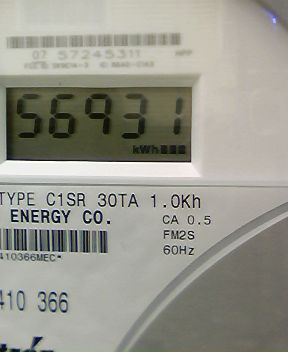 07 57245311
56931
kWh
TYPE C1SR 30TA 1.0Kh
ENERGY CO.
CA 0.5
FM2S
60Hz
410366MEC*
410 366